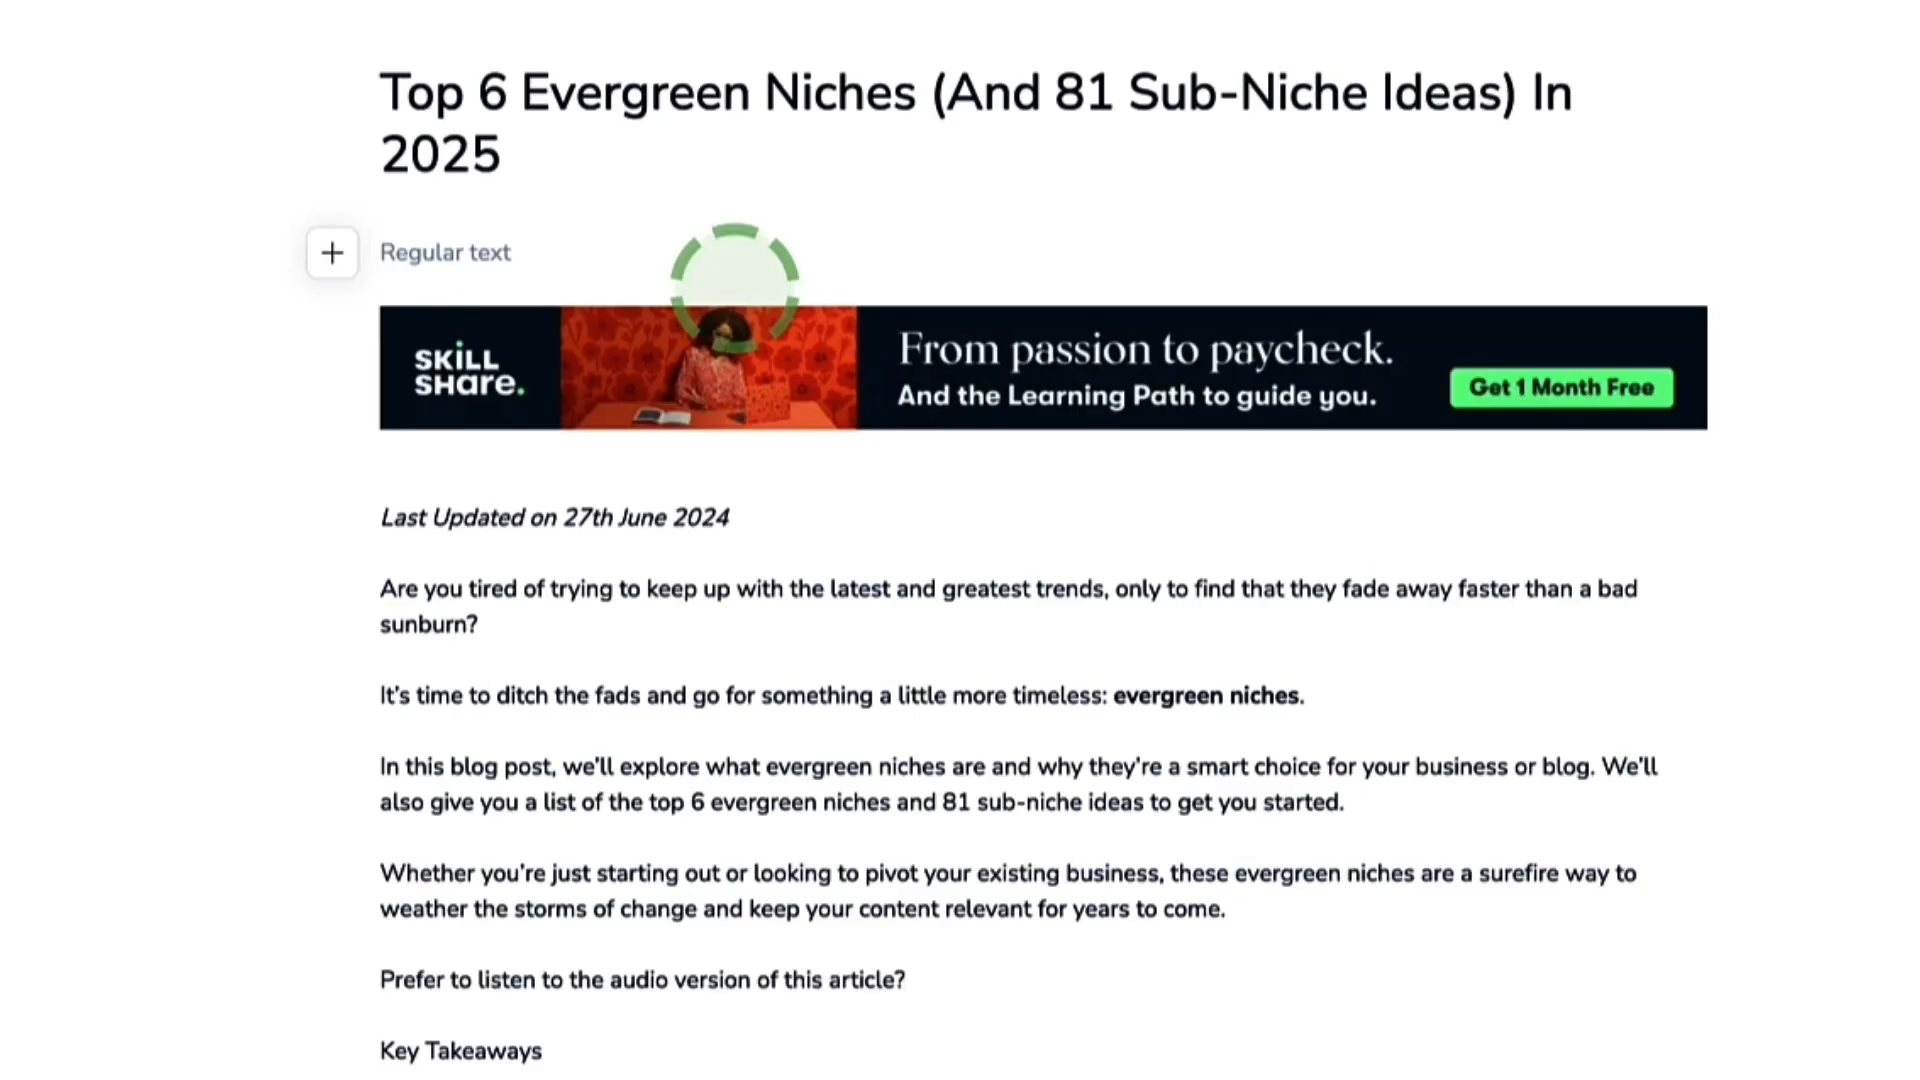 Top 6 Evergreen Niches (And 81 Sub-Niche Ideas) In
2025
Regular text
SKiLL
SHare.
From passion to paycheck.
And the Learning Path to guide you.
Get 1 Month Free
Last Updated on 27th June 2024
Are you tired of trying to keep up with the latest and greatest trends, only to find that they fade away faster than a bad
sunburn?
It's time to ditch the fads and go for something a little more timeless: evergreen niches.
In this blog post, we'll explore what evergreen niches are and why they're a smart choice for your business or blog. We'll
also give you a list of the top 6 evergreen niches and 81 sub-niche ideas to get you started.
Whether you're just starting out or looking to pivot your existing business, these evergreen niches are a surefire way to
weather the storms of change and keep your content relevant for years to come.
Prefer to listen to the audio version of this article?
Key Takeaways